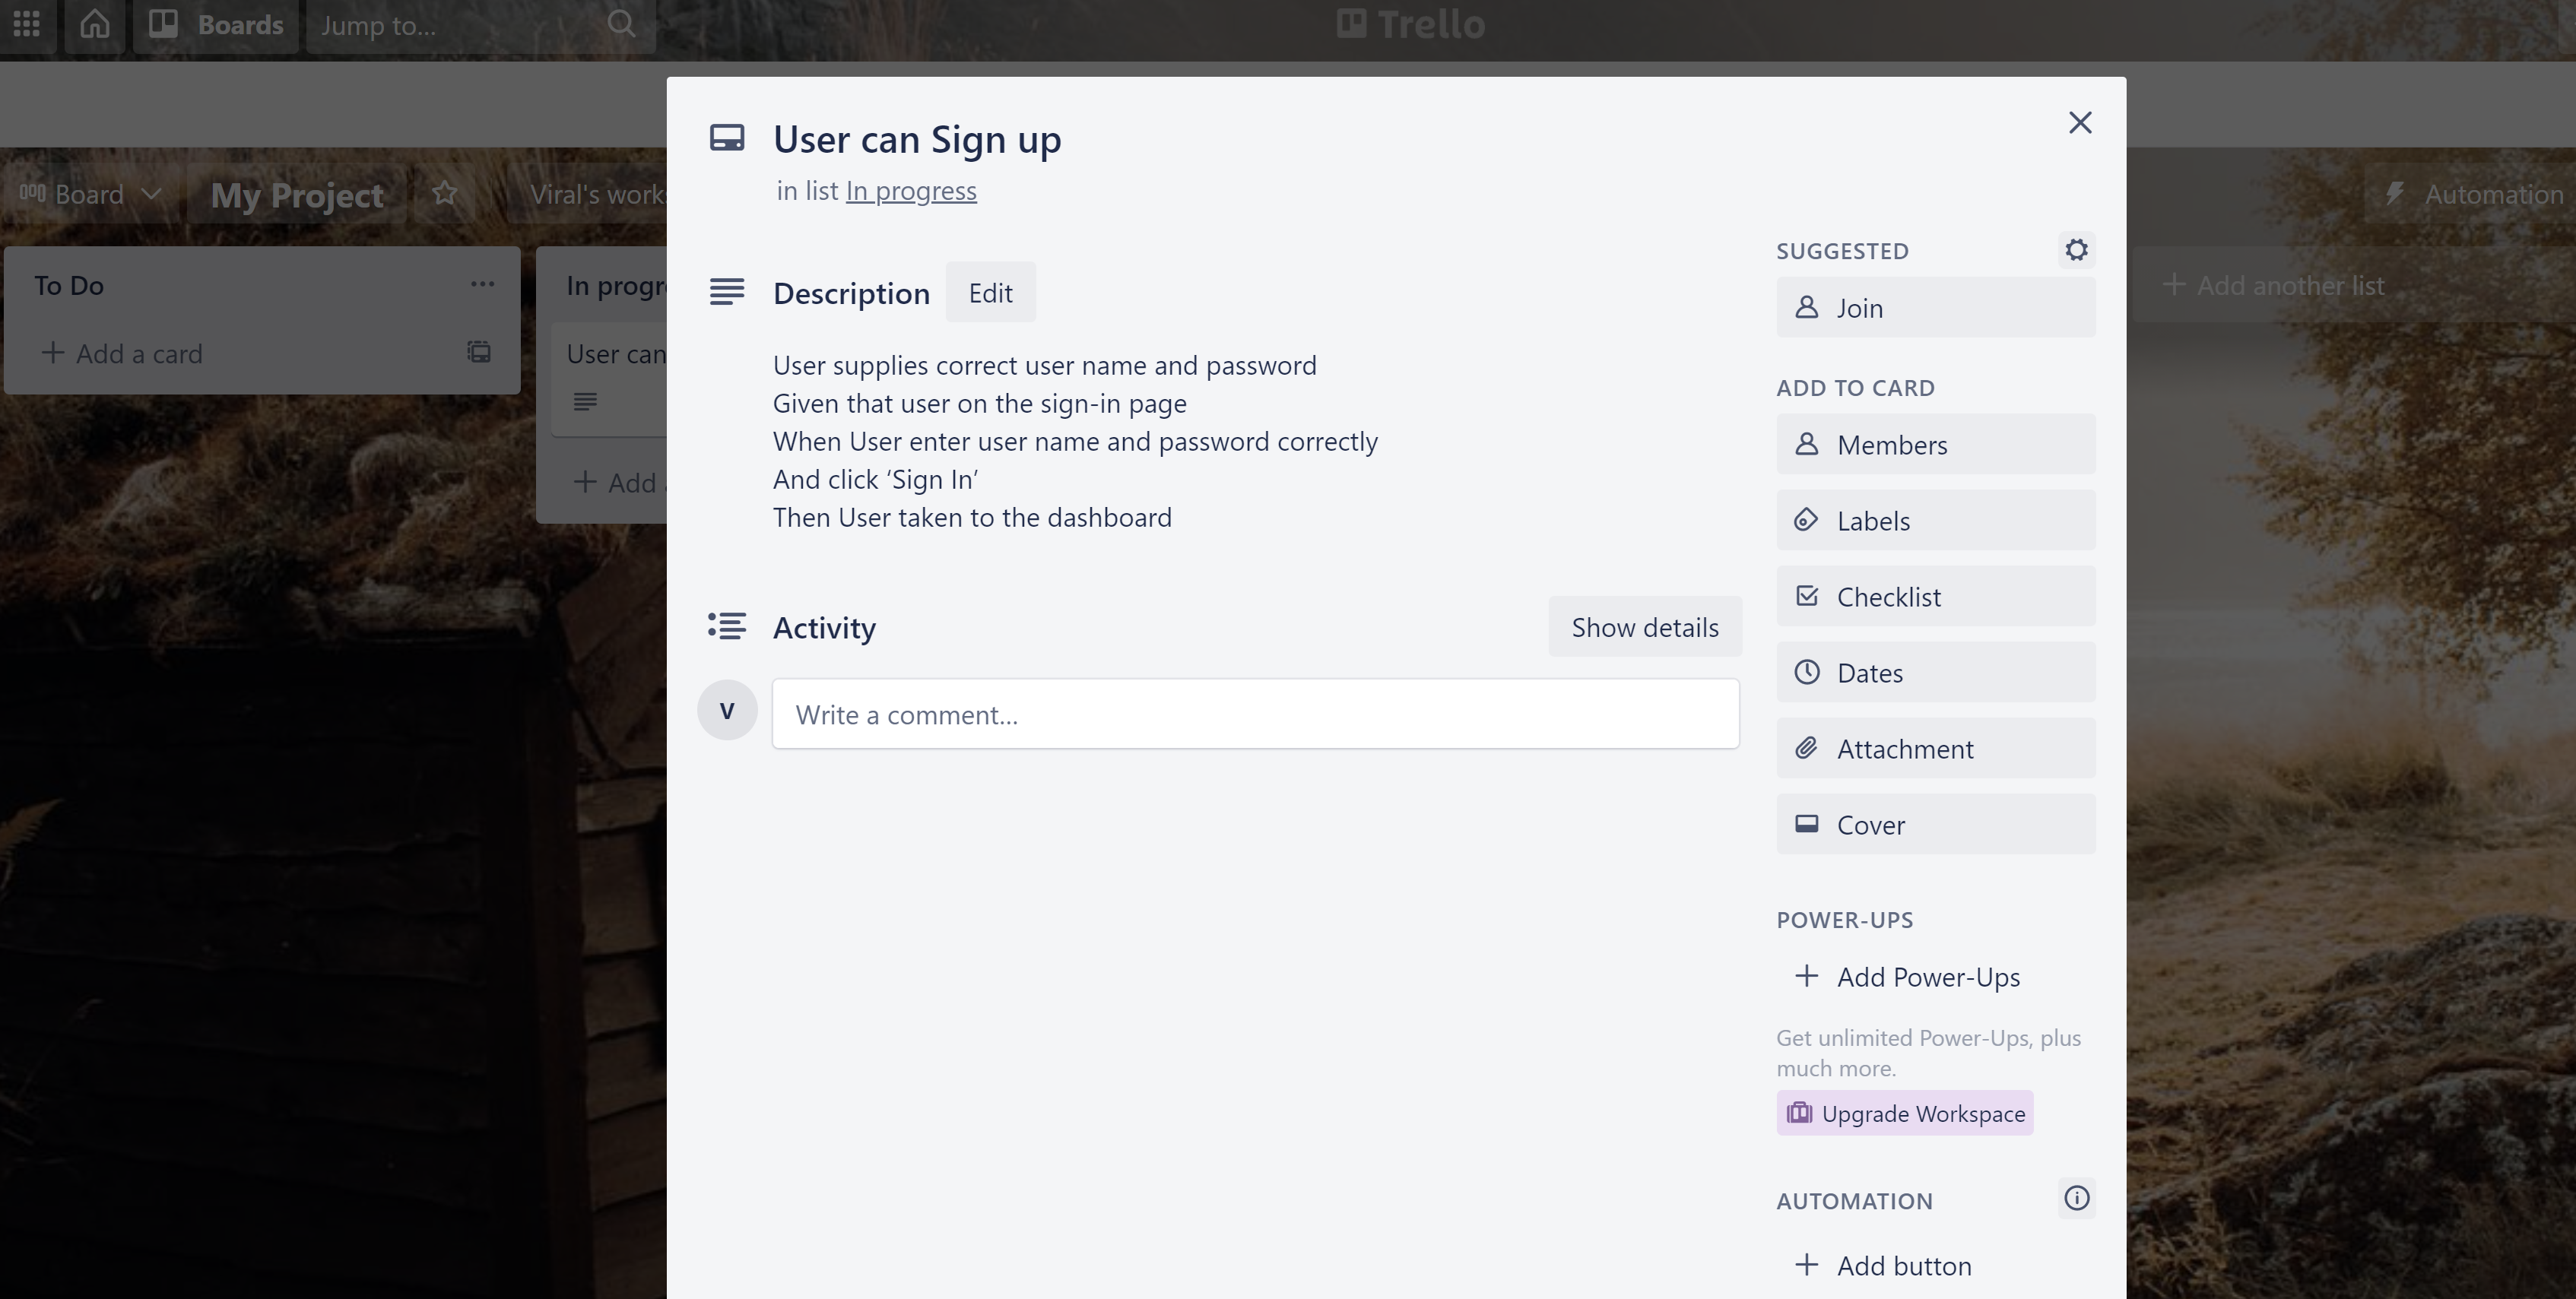 Boards
Jump to...
Trello
Board
My Project
Viral's works
Automation
To Do
Add a card
In progre
User can
Add a
Add another list
User can Sign up
in list In progress
Description
Edit
User supplies correct user name and password
Given that user on the sign-in page
When User enter user name and password correctly
And click ‘Sign In’
Then User taken to the dashboard
Activity
Show details
V
Write a comment…
SUGGESTED
Join
ADD TO CARD
Members
Labels
Checklist
Dates
Attachment
Cover
POWER-UPS
Add Power-Ups
Get unlimited Power-Ups, plus
much more.
Upgrade Workspace
AUTOMATION
Add button